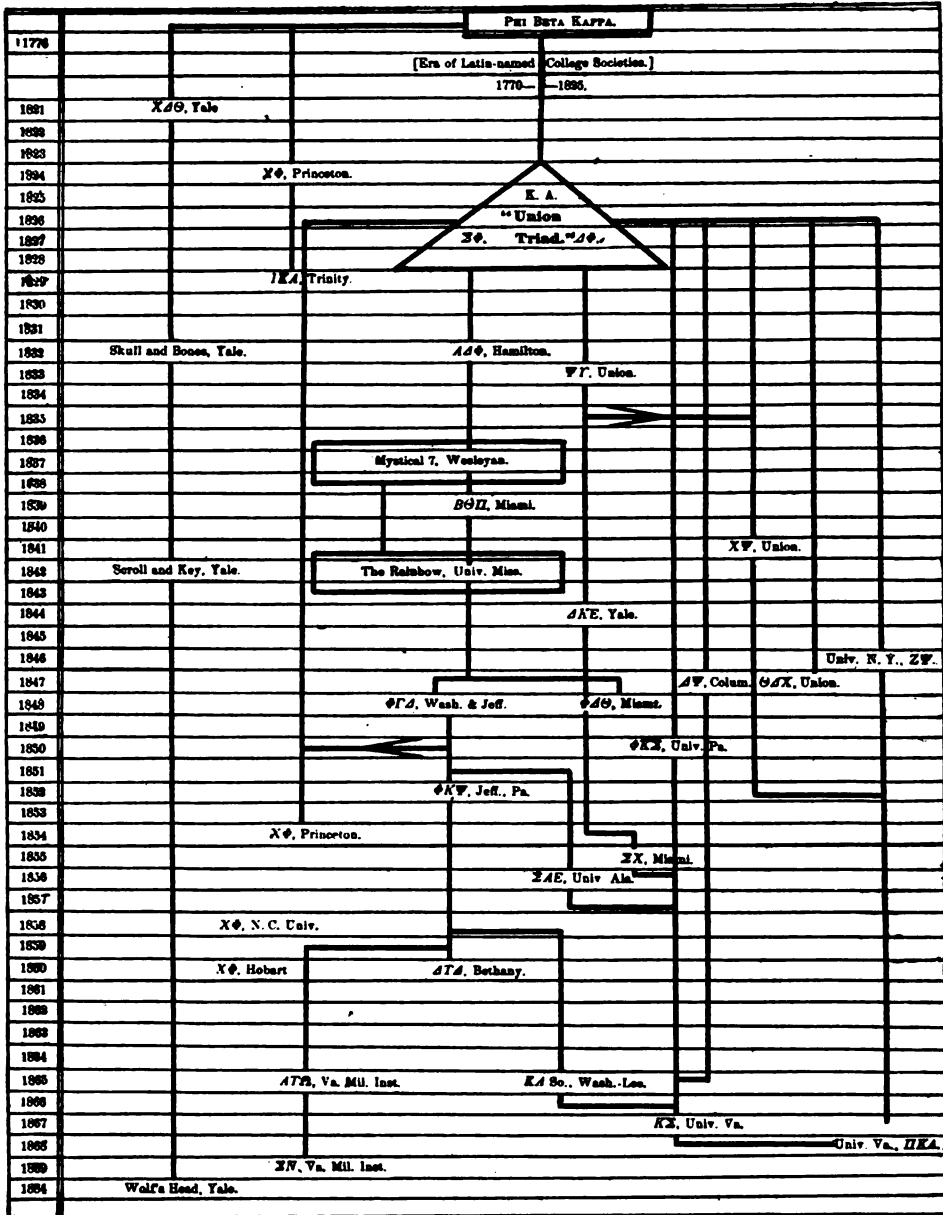 PHI BETA KAPPA.
1776
[Era of Latin-named College Societies.]
1770— —1825.
1821 ΧΔΘ, Yale
1822
1823
1824 ΧΦ, Princeton.
1825 K. A.
1826 "Union
1827 ΣΦ. Triad." ΔΦ.
1828
1829 ΙΚΑ, Trinity.
1830
1831
1832 Skull and Bones, Yale. ΑΔΦ, Hamilton.
1833 ΨΥ, Union.
1834
1835
1836
1837 Mystical 7, Wesleyan.
1838
1839 ΒΘΠ, Miami.
1840
1841 ΧΨ, Union.
1842 Scroll and Key, Yale. The Rainbow, Univ. Miss.
1843
1844 ΔΚΕ, Yale.
1845
1846 Univ. N. Y., ΖΨ.
1847 ΔΨ, Colum. ΘΔΧ, Union.
1848 ΦΓΔ, Wash. & Jeff. ΦΔΘ, Miami.
1849
1850 ΦΚΣ, Univ. Pa.
1851
1852 ΦΚΨ, Jeff., Pa.
1853
1854 ΧΦ, Princeton.
1855 ΣΧ, Miami.
1856 ΣΑΕ, Univ Ala.
1857
1858 ΧΦ, N. C. Univ.
1859
1860 ΧΦ, Hobart ΔΤΔ, Bethany.
1861
1862
1863
1864
1865 ΑΤΩ, Va. Mil. Inst. ΚΑ So., Wash.-Lee.
1866
1867 ΚΣ, Univ. Va.
1868 Univ. Va., ΠΚΑ.
1869 ΣΝ, Va. Mil. Inst.
1884 Wolf's Head, Yale.